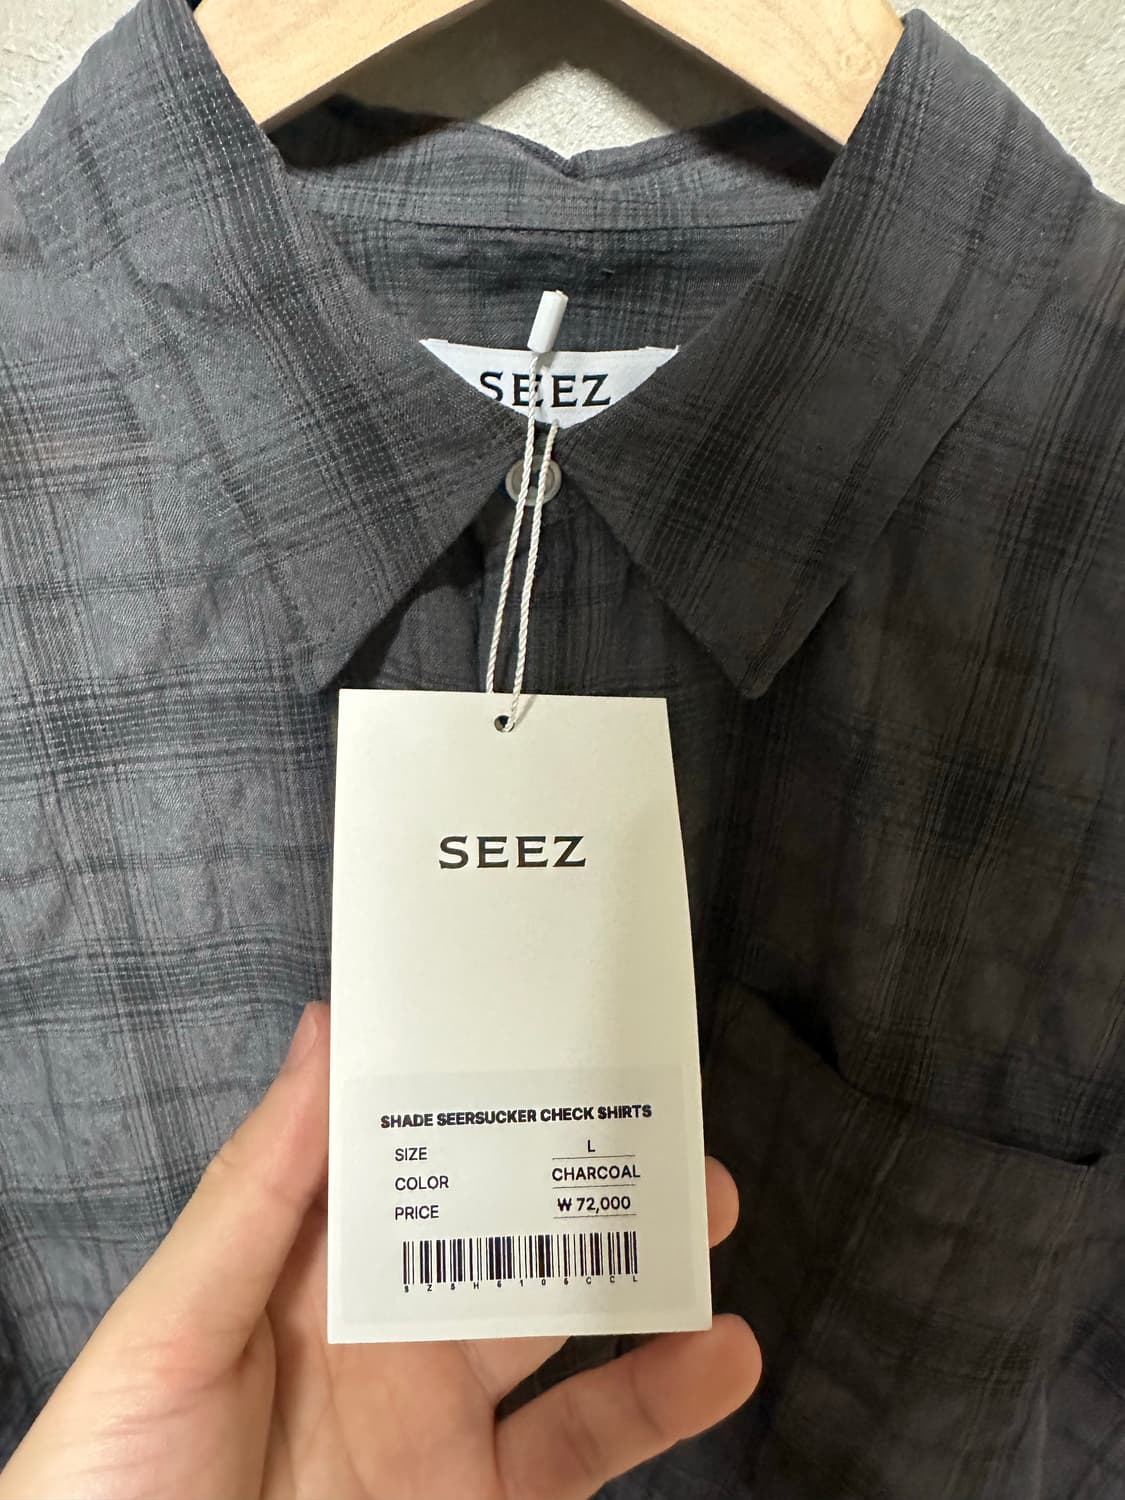 SEEZ
SEEZ
SHADE SEERSUCKER CHECK SHIRTS
SIZE L
COLOR CHARCOAL
PRICE ₩ 72,000